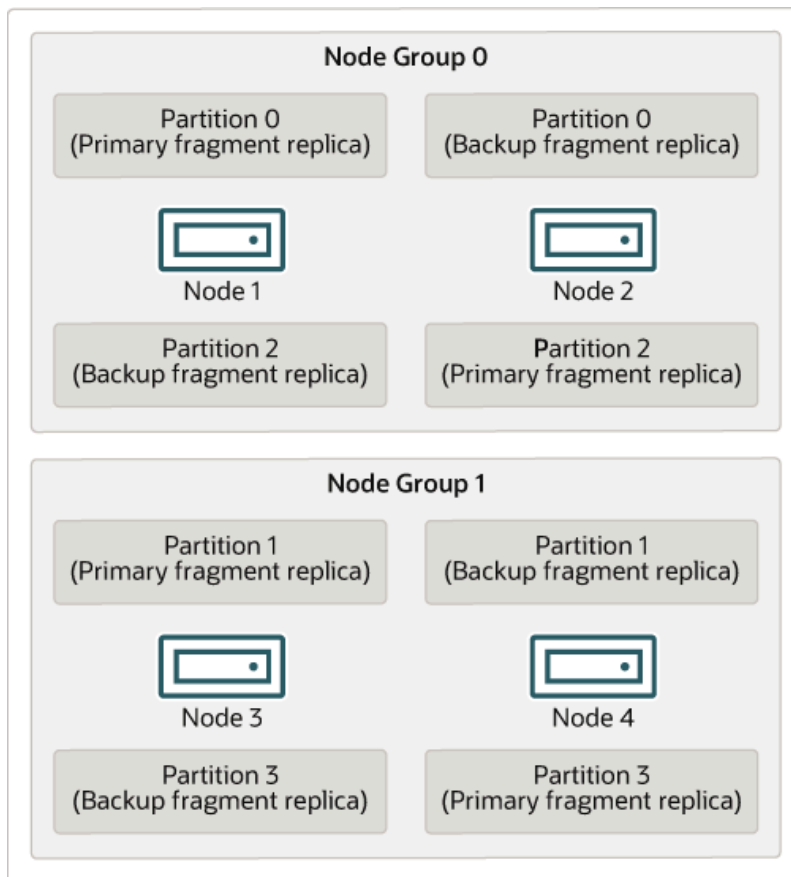 Node Group 0
Partition 0
(Primary fragment replica)
Partition 0
(Backup fragment replica)
Node 1
Node 2
Partition 2
(Backup fragment replica)
Partition 2
(Primary fragment replica)
Node Group 1
Partition 1
(Primary fragment replica)
Partition 1
(Backup fragment replica)
Node 3
Node 4
Partition 3
(Backup fragment replica)
Partition 3
(Primary fragment replica)